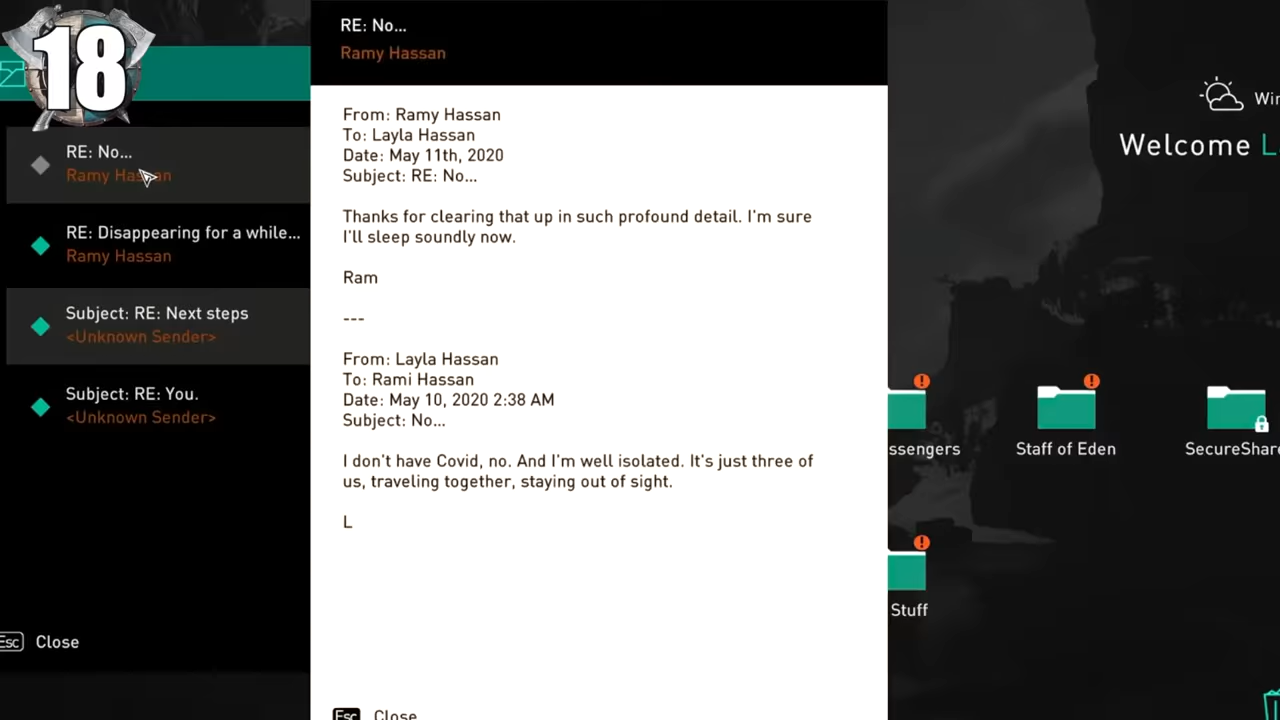 18
RE: No...
Ramy Hassan
RE: Disappearing for a while...
Ramy Hassan
Subject: RE: Next steps
<Unknown Sender>
Subject: RE: You.
<Unknown Sender>
Esc Close
RE: No...
Ramy Hassan
From: Ramy Hassan
To: Layla Hassan
Date: May 11th, 2020
Subject: RE: No...
Thanks for clearing that up in such profound detail. I'm sure
I'll sleep soundly now.
Ram
---
From: Layla Hassan
To: Rami Hassan
Date: May 10, 2020 2:38 AM
Subject: No...
I don't have Covid, no. And I'm well isolated. It's just three of
us, traveling together, staying out of sight.
L
Esc Close
Welcome
Staff of Eden
SecureShare
Stuff